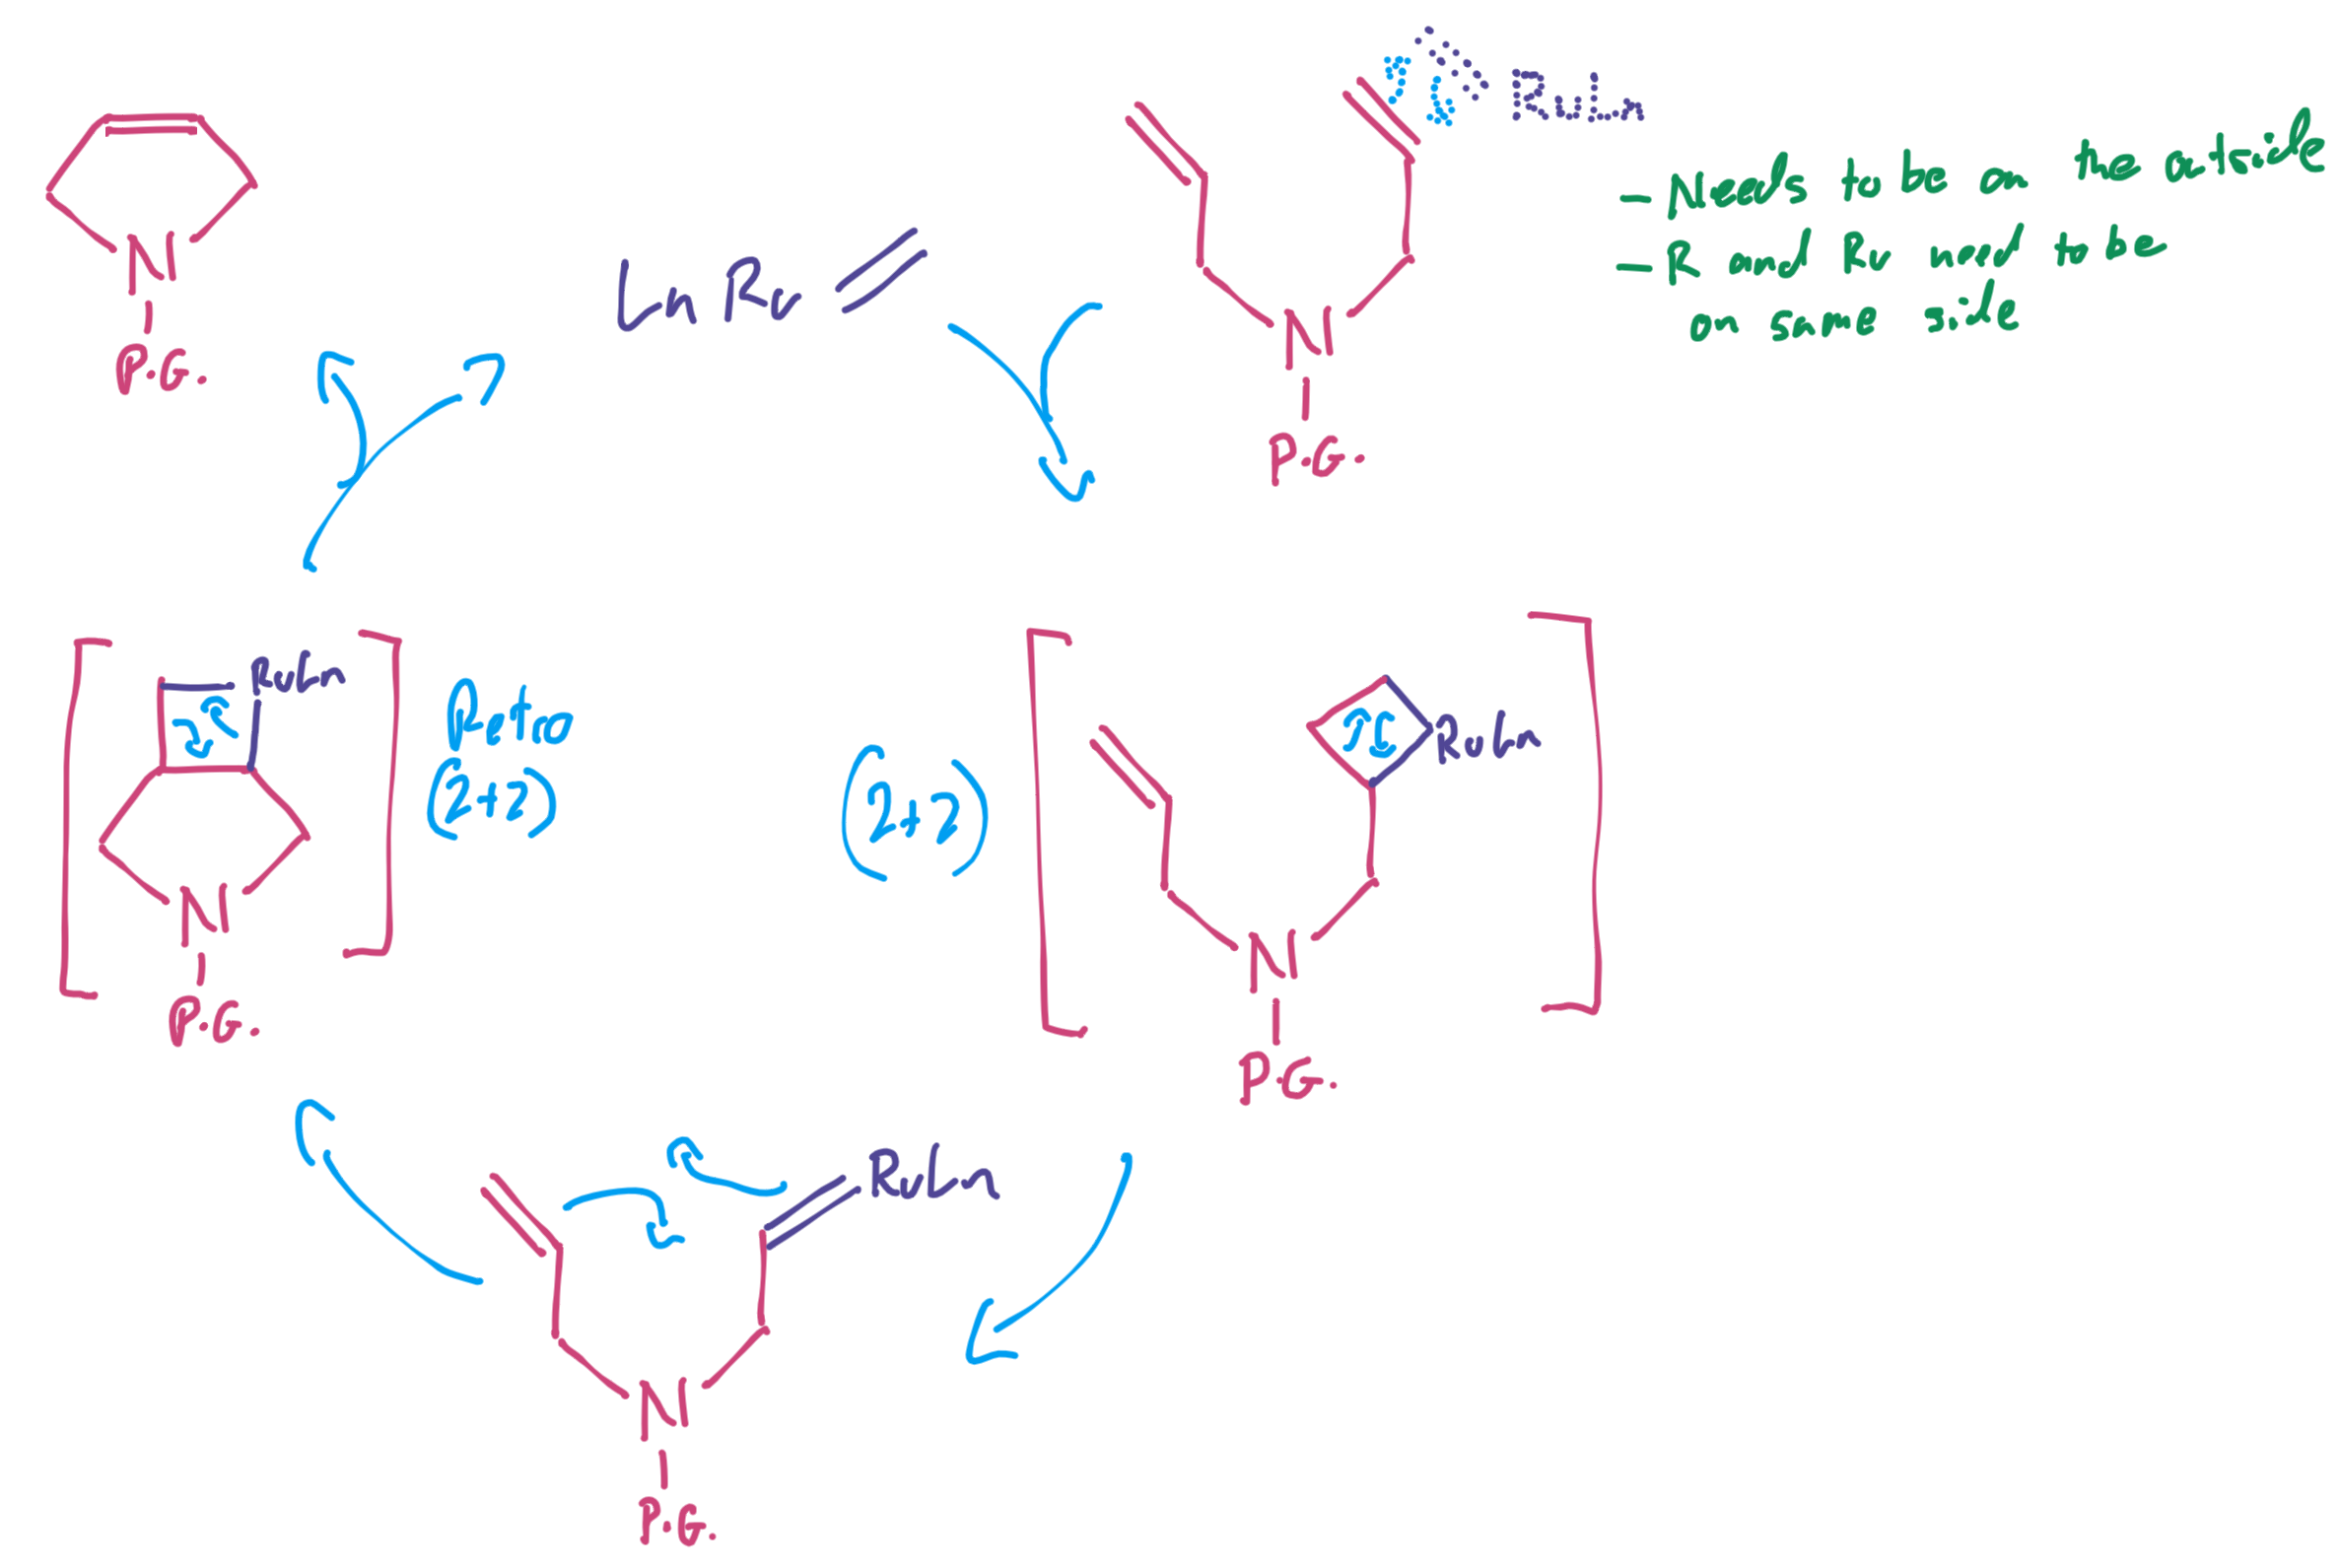 RuLn
- Needs to be on the outside
- R and Ru need to be
on same side
N
P.G.
Ln Ru
N
P.G.
RuLn
Retro
(2+2)
N
P.G.
(2+2)
RuLn
N
P.G.
RuLn
N
P.G.